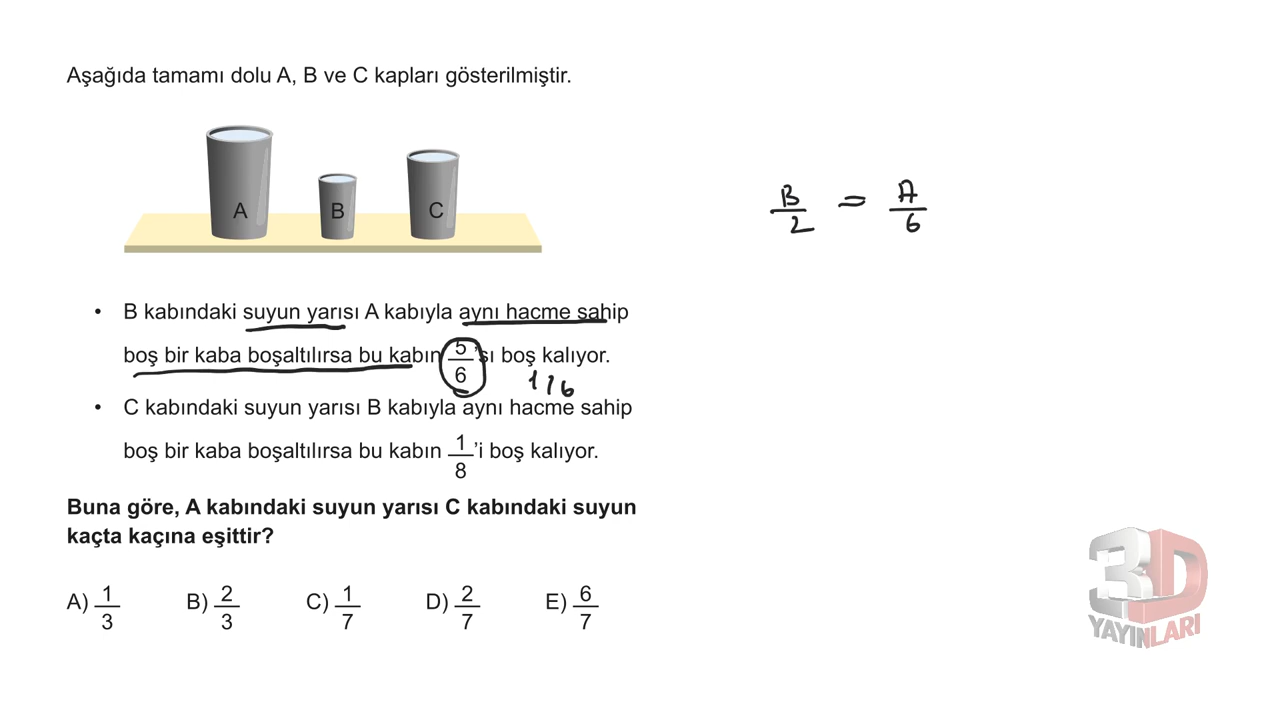 Aşağıda tamamı dolu A, B ve C kapları gösterilmiştir.
A B C
B/2 = A/6
• B kabındaki suyun yarısı A kabıyla aynı hacme sahip
boş bir kaba boşaltılırsa bu kabın 5/6'sı boş kalıyor.
1/6
• C kabındaki suyun yarısı B kabıyla aynı hacme sahip
boş bir kaba boşaltılırsa bu kabın 1/8'i boş kalıyor.
Buna göre, A kabındaki suyun yarısı C kabındaki suyun
kaçta kaçına eşittir?
A) 1/3 B) 2/3 C) 1/7 D) 2/7 E) 6/7
3D
YAYINLARI